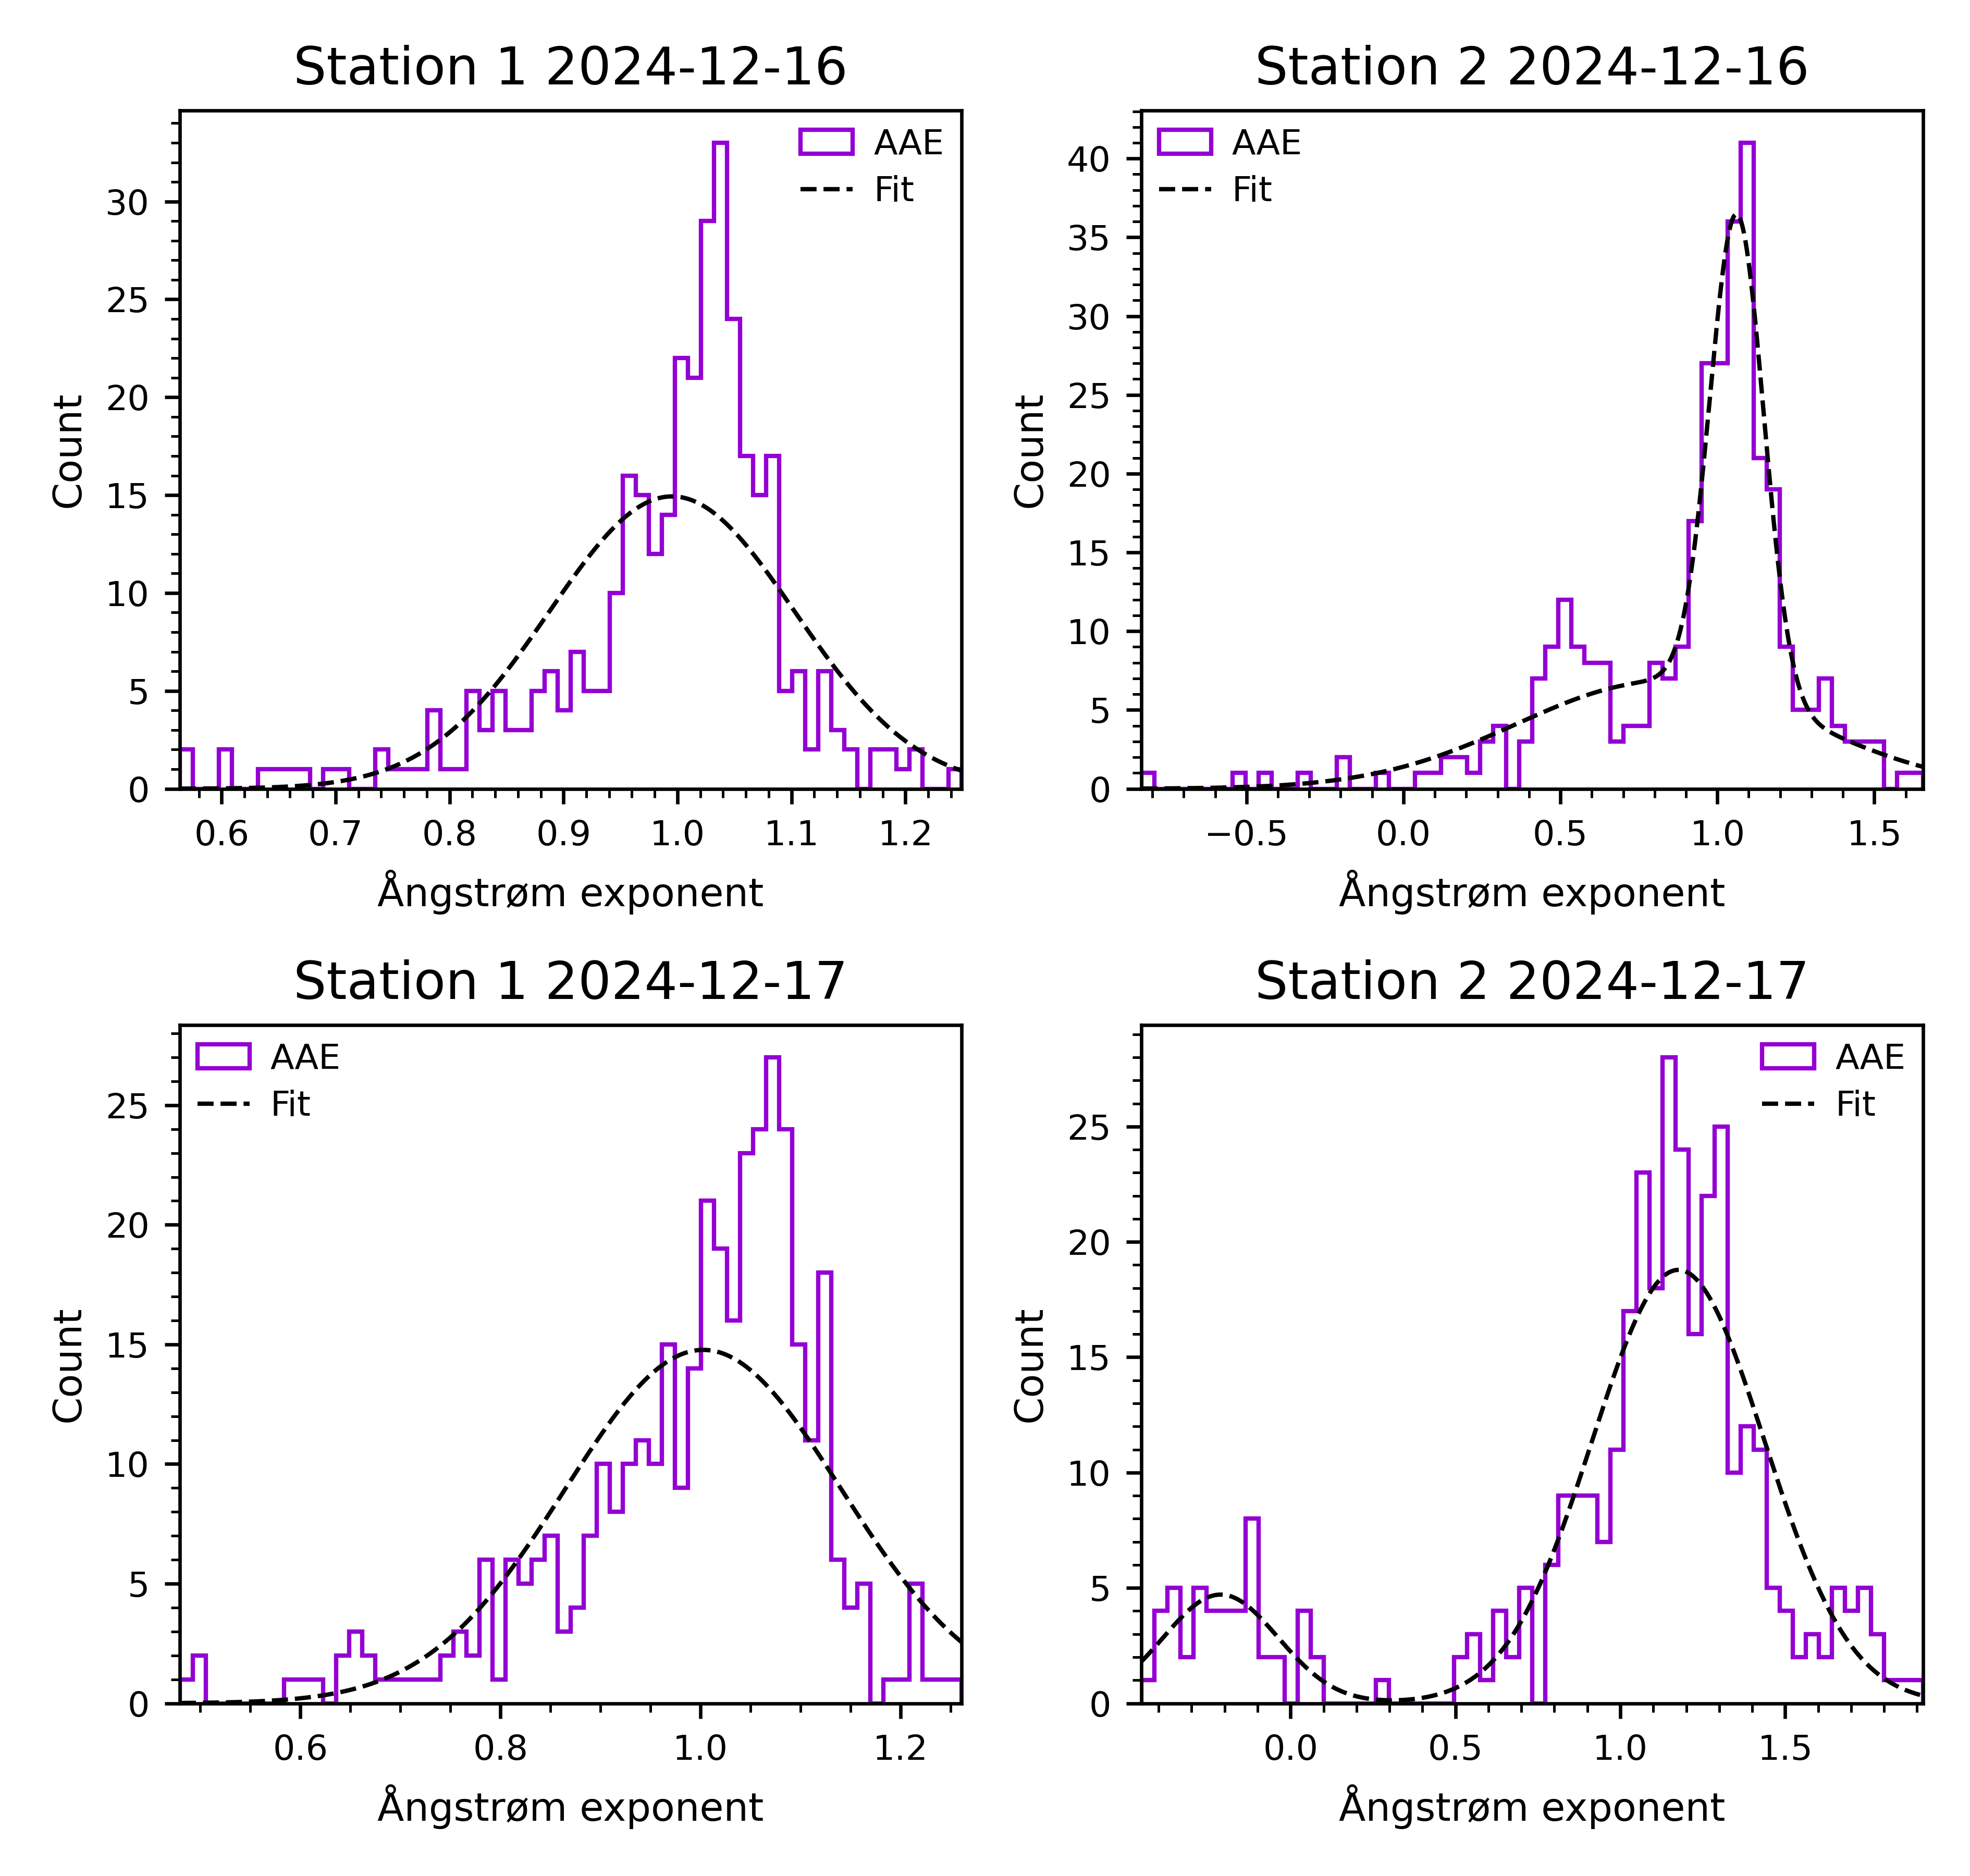 Station 1 2024-12-16
AAE
Fit
Count
0
5
10
15
20
25
30
0.6 0.7 0.8 0.9 1.0 1.1 1.2
Ångstrøm exponent
Station 2 2024-12-16
AAE
Fit
Count
0
5
10
15
20
25
30
35
40
−0.5 0.0 0.5 1.0 1.5
Ångstrøm exponent
Station 1 2024-12-17
AAE
Fit
Count
0
5
10
15
20
25
0.6 0.8 1.0 1.2
Ångstrøm exponent
Station 2 2024-12-17
AAE
Fit
Count
0
5
10
15
20
25
0.0 0.5 1.0 1.5
Ångstrøm exponent